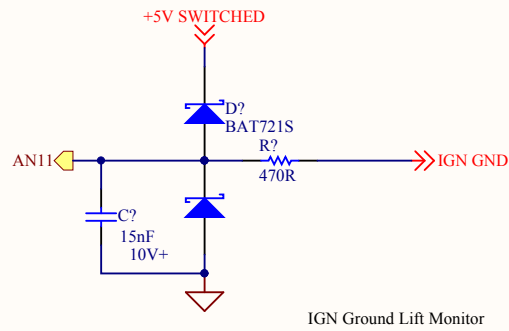 +5V SWITCHED
D?
BAT721S
R?
AN11
IGN GND
470R
C?
15nF
10V+
IGN Ground Lift Monitor